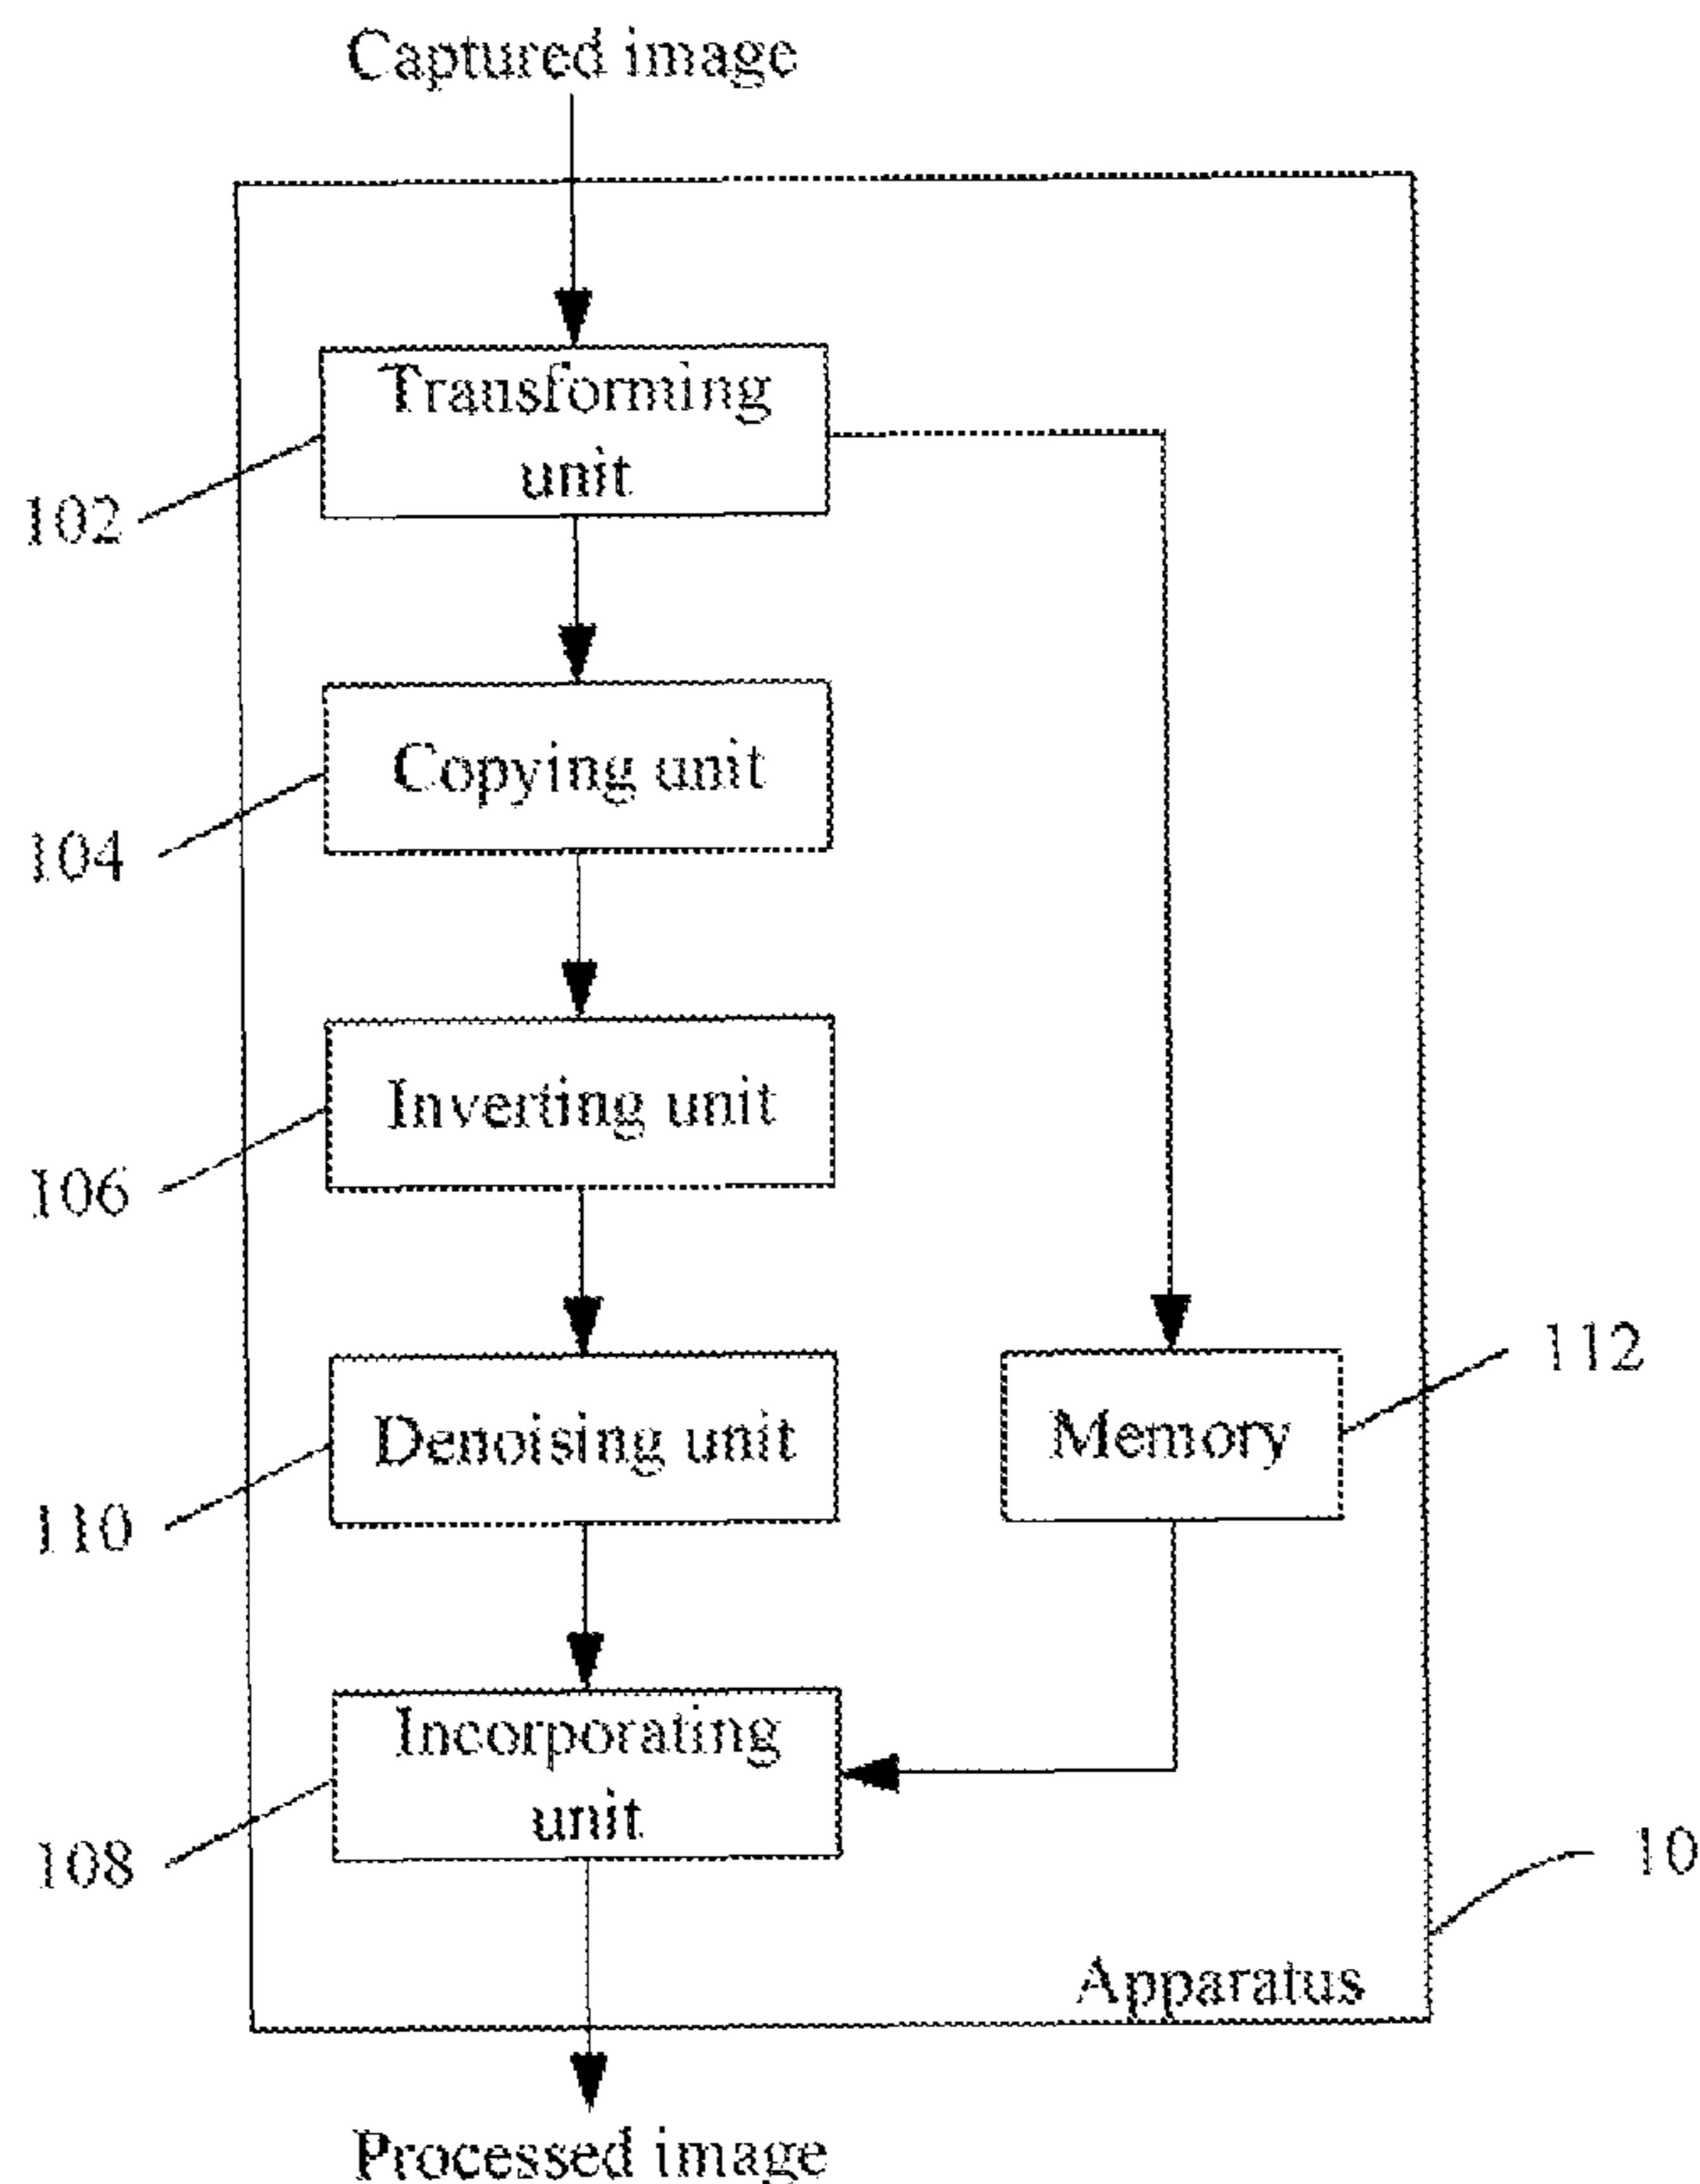 Captured image
Transforming
unit
102
Copying unit
104
Inverting unit
106
Denoising unit
110
Memory
112
Incorporating
unit
108
10
Apparatus
Processed image